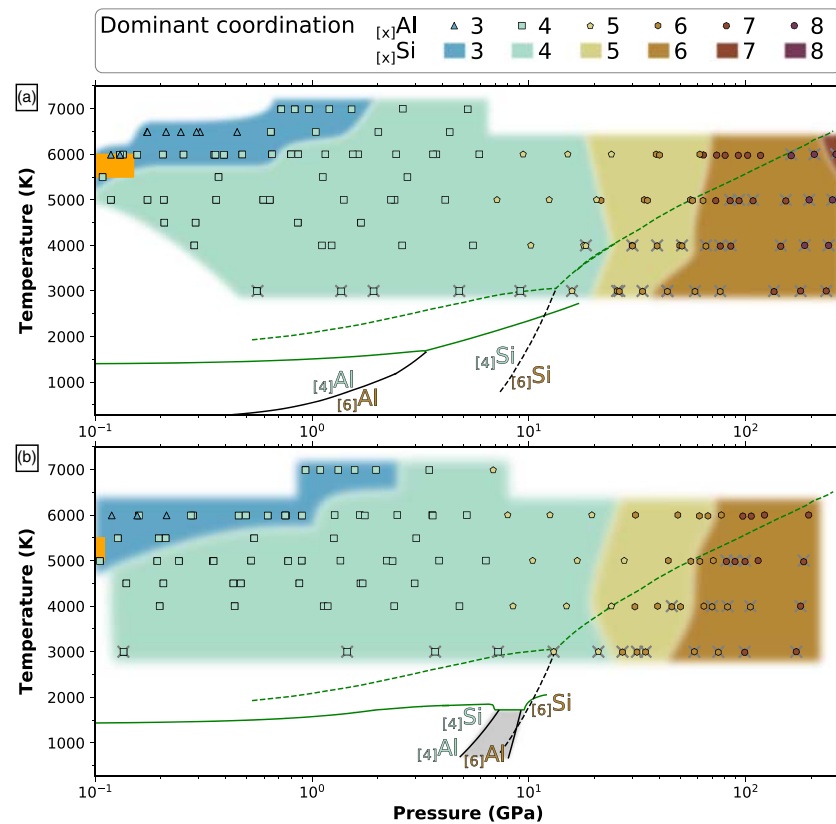 Dominant coordination
[x]Al 3 4 5 6 7 8
[x]Si 3 4 5 6 7 8
(a)
7000
6000
5000
4000
3000
2000
1000
Temperature (K)
[4]Si
[6]Si
[4]Al
[6]Al
10⁻¹ 10⁰ 10¹ 10²
(b)
7000
6000
5000
4000
3000
2000
1000
Temperature (K)
[4]Si
[6]Si
[4]Al
[6]Al
10⁻¹ 10⁰ 10¹ 10²
Pressure (GPa)